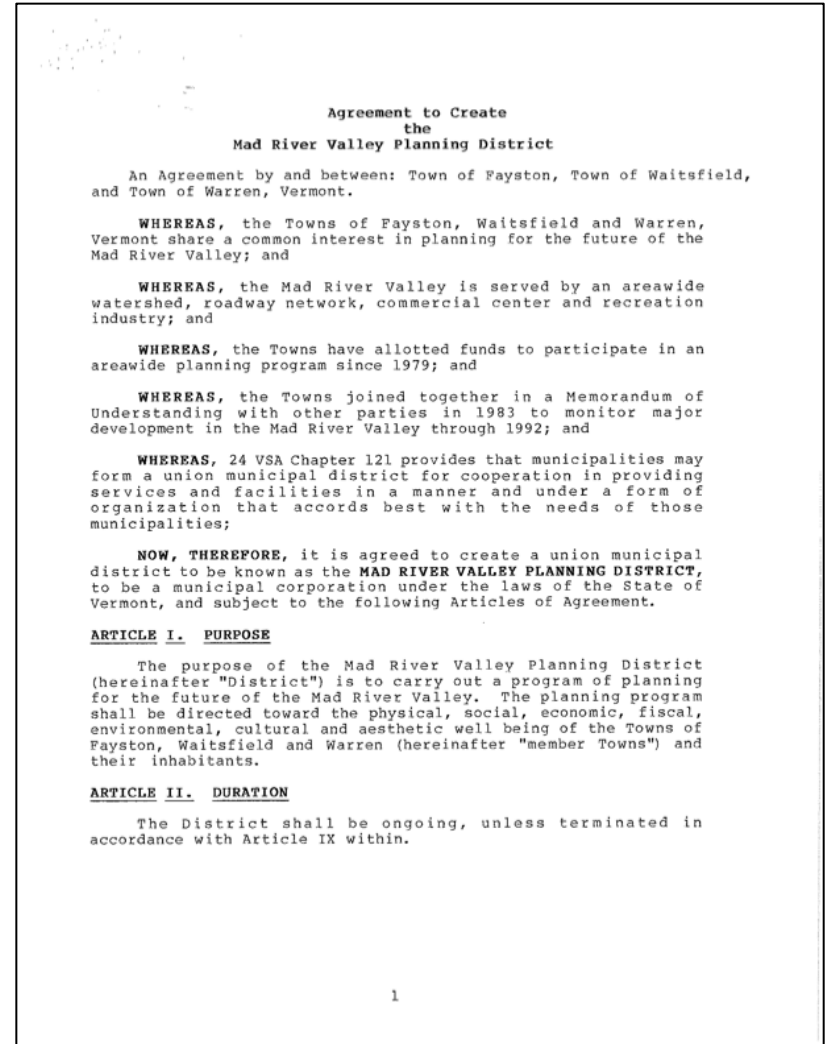 Agreement to Create
the
Mad River Valley Planning District
An Agreement by and between: Town of Fayston, Town of Waitsfield,
and Town of Warren, Vermont.
WHEREAS, the Towns of Fayston, Waitsfield and Warren,
Vermont share a common interest in planning for the future of the
Mad River Valley; and
WHEREAS, the Mad River Valley is served by an areawide
watershed, roadway network, commercial center and recreation
industry; and
WHEREAS, the Towns have allotted funds to participate in an
areawide planning program since 1979; and
WHEREAS, the Towns joined together in a Memorandum of
Understanding with other parties in 1983 to monitor major
development in the Mad River Valley through 1992; and
WHEREAS, 24 VSA Chapter 121 provides that municipalities may
form a union municipal district for cooperation in providing
services and facilities in a manner and under a form of
organization that accords best with the needs of those
municipalities;
NOW, THEREFORE, it is agreed to create a union municipal
district to be known as the MAD RIVER VALLEY PLANNING DISTRICT,
to be a municipal corporation under the laws of the State of
Vermont, and subject to the following Articles of Agreement.
ARTICLE I. PURPOSE
The purpose of the Mad River Valley Planning District
(hereinafter "District") is to carry out a program of planning
for the future of the Mad River Valley. The planning program
shall be directed toward the physical, social, economic, fiscal,
environmental, cultural and aesthetic well being of the Towns of
Fayston, Waitsfield and Warren (hereinafter "member Towns") and
their inhabitants.
ARTICLE II. DURATION
The District shall be ongoing, unless terminated in
accordance with Article IX within.
1